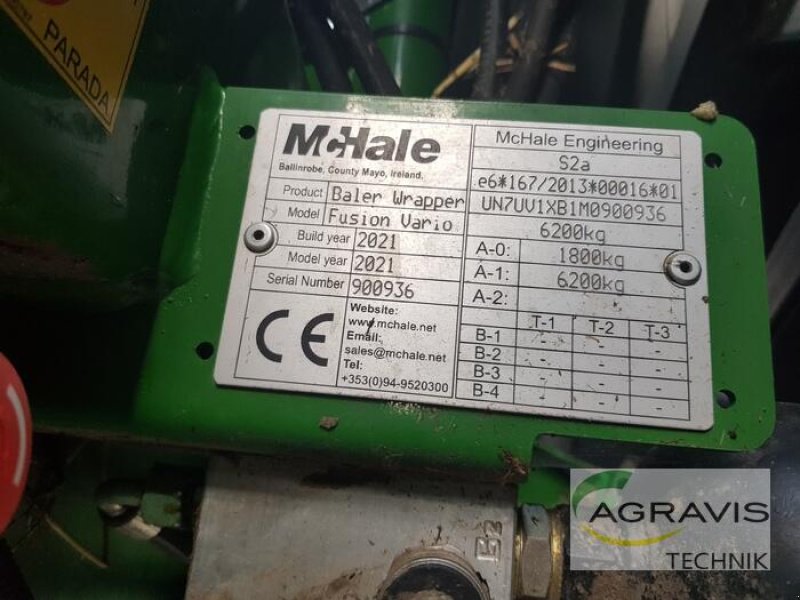 PARADA
McHale
Ballinrobe, County Mayo, Ireland.
Product Baler Wrapper
Model Fusion Vario
Build year 2021
Model year 2021
Serial Number 900936
CE
Website:
www.mchale.net
Email:
sales@mchale.net
Tel:
+353(0)94-9520300
McHale Engineering
S2a
e6*167/2013*00016*01
UN7UV1XB1M0900936
6200kg
A-0: 1800kg
A-1: 6200kg
A-2:
T-1 T-2 T-3
B-1 - - -
B-2 - - -
B-3 - - -
B-4 - - -
B2
AGRAVIS
TECHNIK